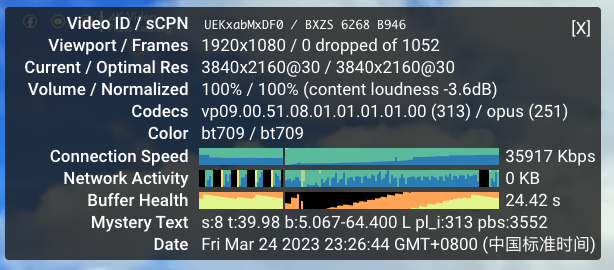 Video ID / sCPN UEKxabMxDF0 / BXZS 6268 B946 [X]
Viewport / Frames 1920x1080 / 0 dropped of 1052
Current / Optimal Res 3840x2160@30 / 3840x2160@30
Volume / Normalized 100% / 100% (content loudness -3.6dB)
Codecs vp09.00.51.08.01.01.01.01.00 (313) / opus (251)
Color bt709 / bt709
Connection Speed 35917 Kbps
Network Activity 0 KB
Buffer Health 24.42 s
Mystery Text s:8 t:39.98 b:5.067-64.400 L pl_i:313 pbs:3552
Date Fri Mar 24 2023 23:26:44 GMT+0800 (中国标准时间)